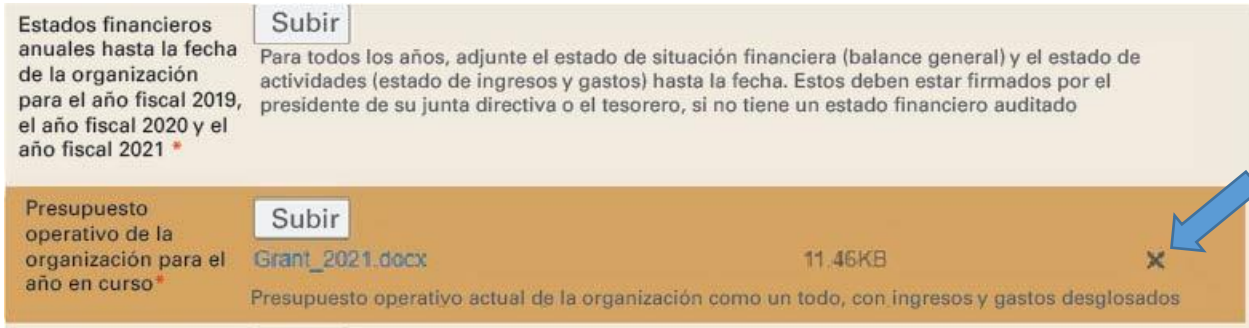 Estados financieros
anuales hasta la fecha
de la organización
para el año fiscal 2019,
el año fiscal 2020 y el
año fiscal 2021 *
Subir
Para todos los años, adjunte el estado de situación financiera (balance general) y el estado de
actividades (estado de ingresos y gastos) hasta la fecha. Estos deben estar firmados por el
presidente de su junta directiva o el tesorero, si no tiene un estado financiero auditado
Presupuesto
operativo de la
organización para el
año en curso*
Subir
Grant_2021.docx 11.46KB ×
Presupuesto operativo actual de la organización como un todo, con ingresos y gastos desglosados